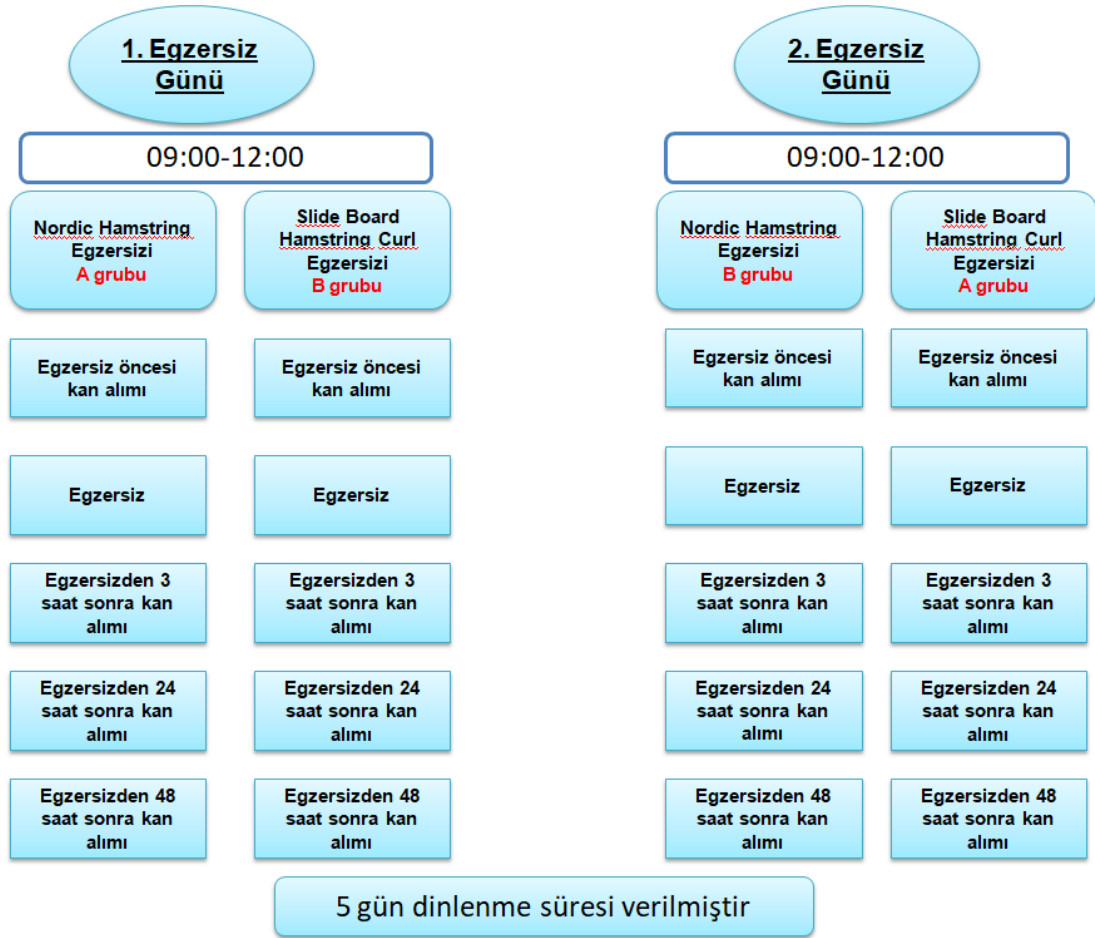 1. Egzersiz
Günü
09:00-12:00
Nordic Hamstring
Egzersizi
A grubu
Slide Board
Hamstring Curl
Egzersizi
B grubu
Egzersiz öncesi
kan alımı
Egzersiz öncesi
kan alımı
Egzersiz
Egzersiz
Egzersizden 3
saat sonra kan
alımı
Egzersizden 3
saat sonra kan
alımı
Egzersizden 24
saat sonra kan
alımı
Egzersizden 24
saat sonra kan
alımı
Egzersizden 48
saat sonra kan
alımı
Egzersizden 48
saat sonra kan
alımı
2. Egzersiz
Günü
09:00-12:00
Nordic Hamstring
Egzersizi
B grubu
Slide Board
Hamstring Curl
Egzersizi
A grubu
Egzersiz öncesi
kan alımı
Egzersiz öncesi
kan alımı
Egzersiz
Egzersiz
Egzersizden 3
saat sonra kan
alımı
Egzersizden 3
saat sonra kan
alımı
Egzersizden 24
saat sonra kan
alımı
Egzersizden 24
saat sonra kan
alımı
Egzersizden 48
saat sonra kan
alımı
Egzersizden 48
saat sonra kan
alımı
5 gün dinlenme süresi verilmiştir